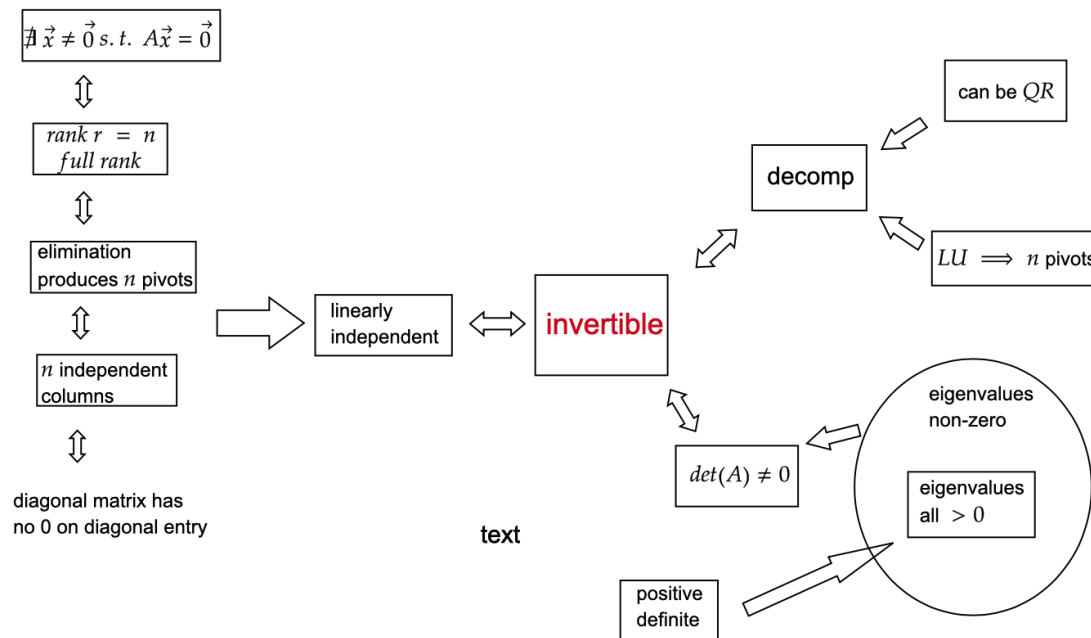 ∄ x⃗ ≠ 0⃗ s.t. Ax⃗ = 0⃗
rank r = n
full rank
elimination
produces n pivots
n independent
columns
diagonal matrix has
no 0 on diagonal entry
linearly
independent
invertible
decomp
can be QR
LU ⟹ n pivots
det(A) ≠ 0
eigenvalues
non-zero
eigenvalues
all > 0
positive
definite
text